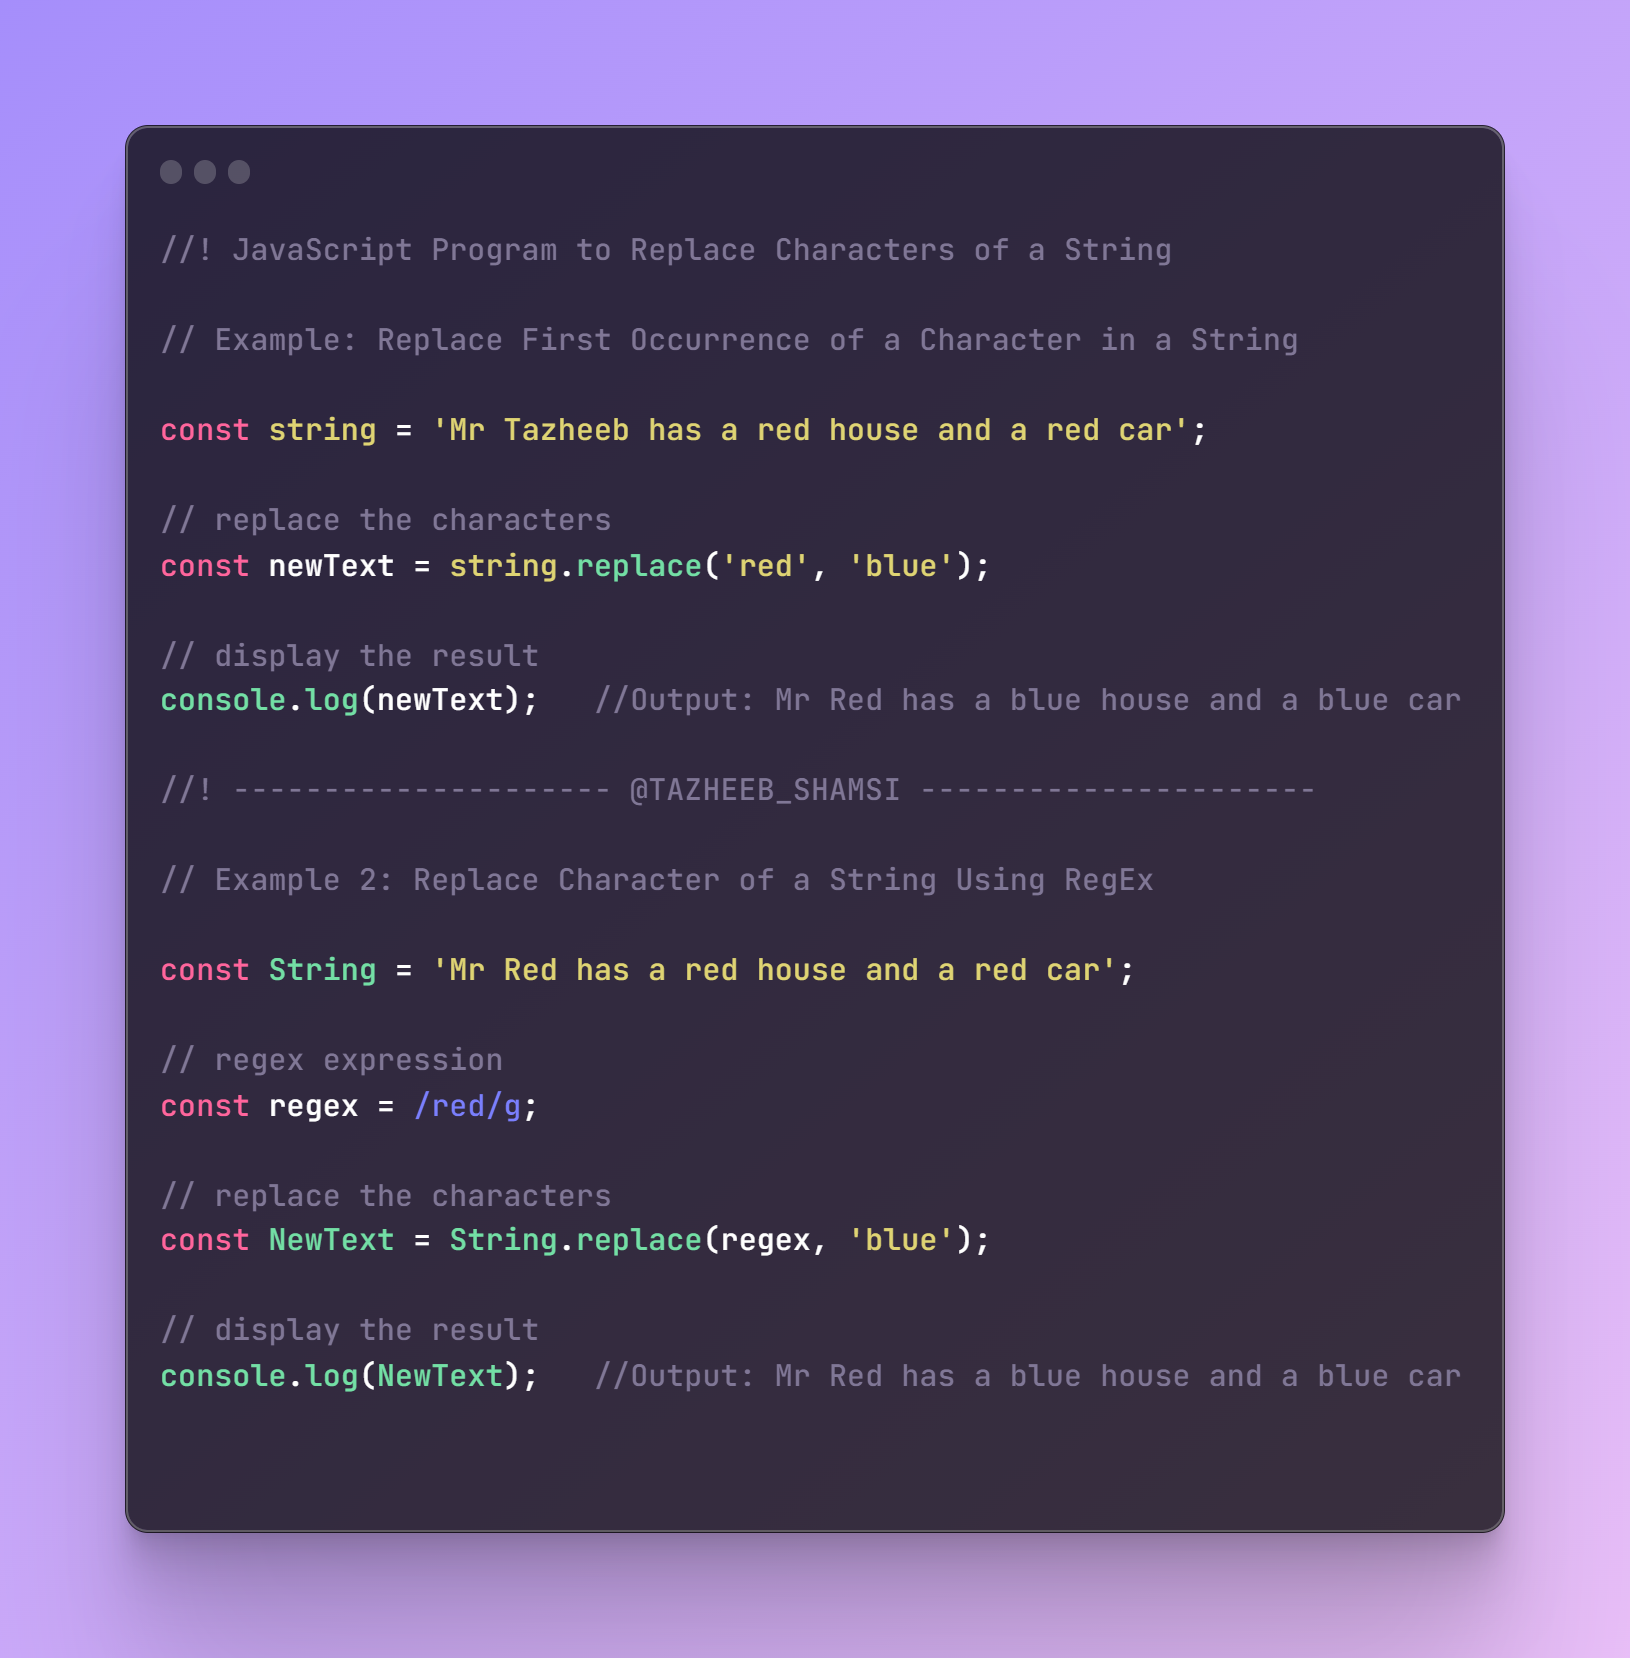 //! JavaScript Program to Replace Characters of a String
// Example: Replace First Occurrence of a Character in a String
const string = 'Mr Tazheeb has a red house and a red car';
// replace the characters
const newText = string.replace('red', 'blue');
// display the result
console.log(newText);   //Output: Mr Red has a blue house and a blue car
//! --------------------- @TAZHEEB_SHAMSI ----------------------
// Example 2: Replace Character of a String Using RegEx
const String = 'Mr Red has a red house and a red car';
// regex expression
const regex = /red/g;
// replace the characters
const NewText = String.replace(regex, 'blue');
// display the result
console.log(NewText);   //Output: Mr Red has a blue house and a blue car